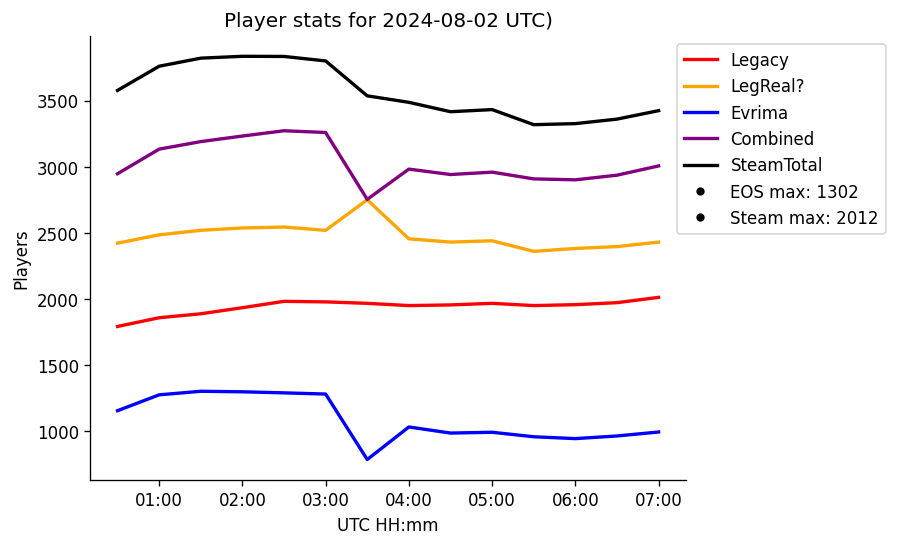 Player stats for 2024-08-02 UTC)
Legacy
LegReal?
Evrima
Combined
SteamTotal
EOS max: 1302
Steam max: 2012
Players
3500
3000
2500
2000
1500
1000
01:00 02:00 03:00 04:00 05:00 06:00 07:00
UTC HH:mm